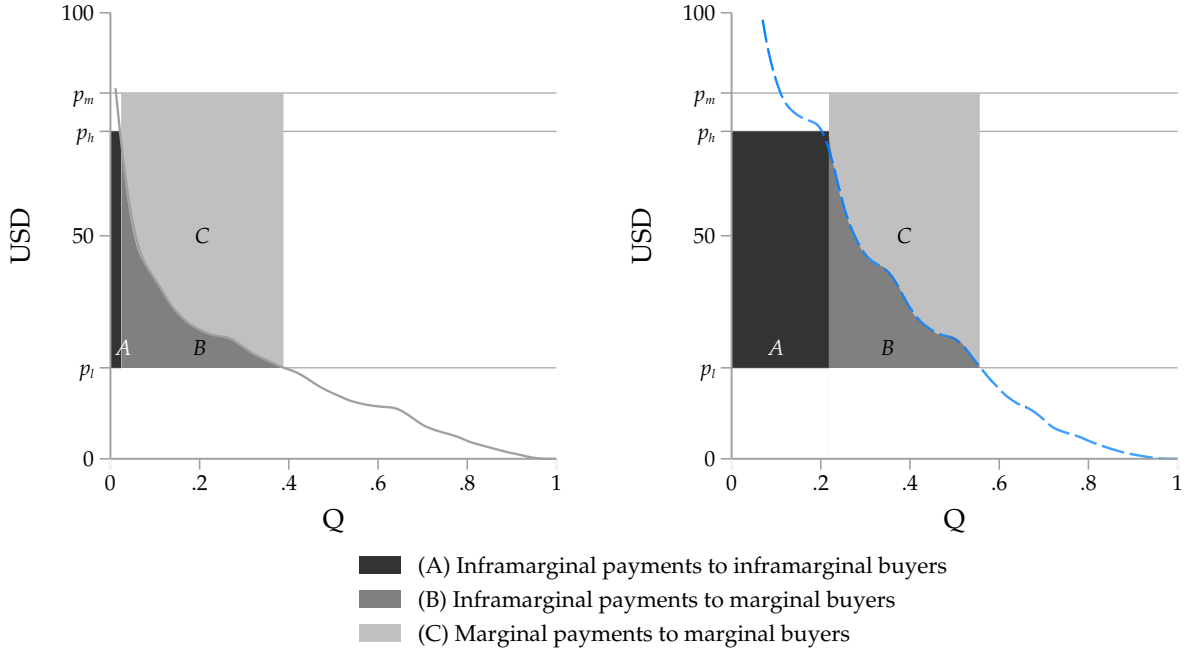 100
p_m
p_h
50
p_l
0
USD
C
A
B
0 .2 .4 .6 .8 1
Q
100
p_m
p_h
50
p_l
0
USD
C
A
B
0 .2 .4 .6 .8 1
Q
(A) Inframarginal payments to inframarginal buyers
(B) Inframarginal payments to marginal buyers
(C) Marginal payments to marginal buyers